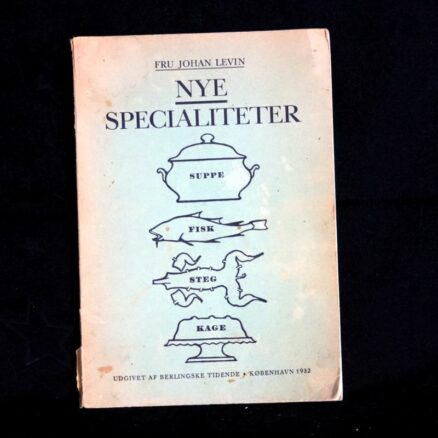 FRU JOHAN LEVIN
NYE
SPECIALITETER
SUPPE
FISK
STEG
KAGE
UDGIVET AF BERLINGSKE TIDENDE • KØBENHAVN 1932